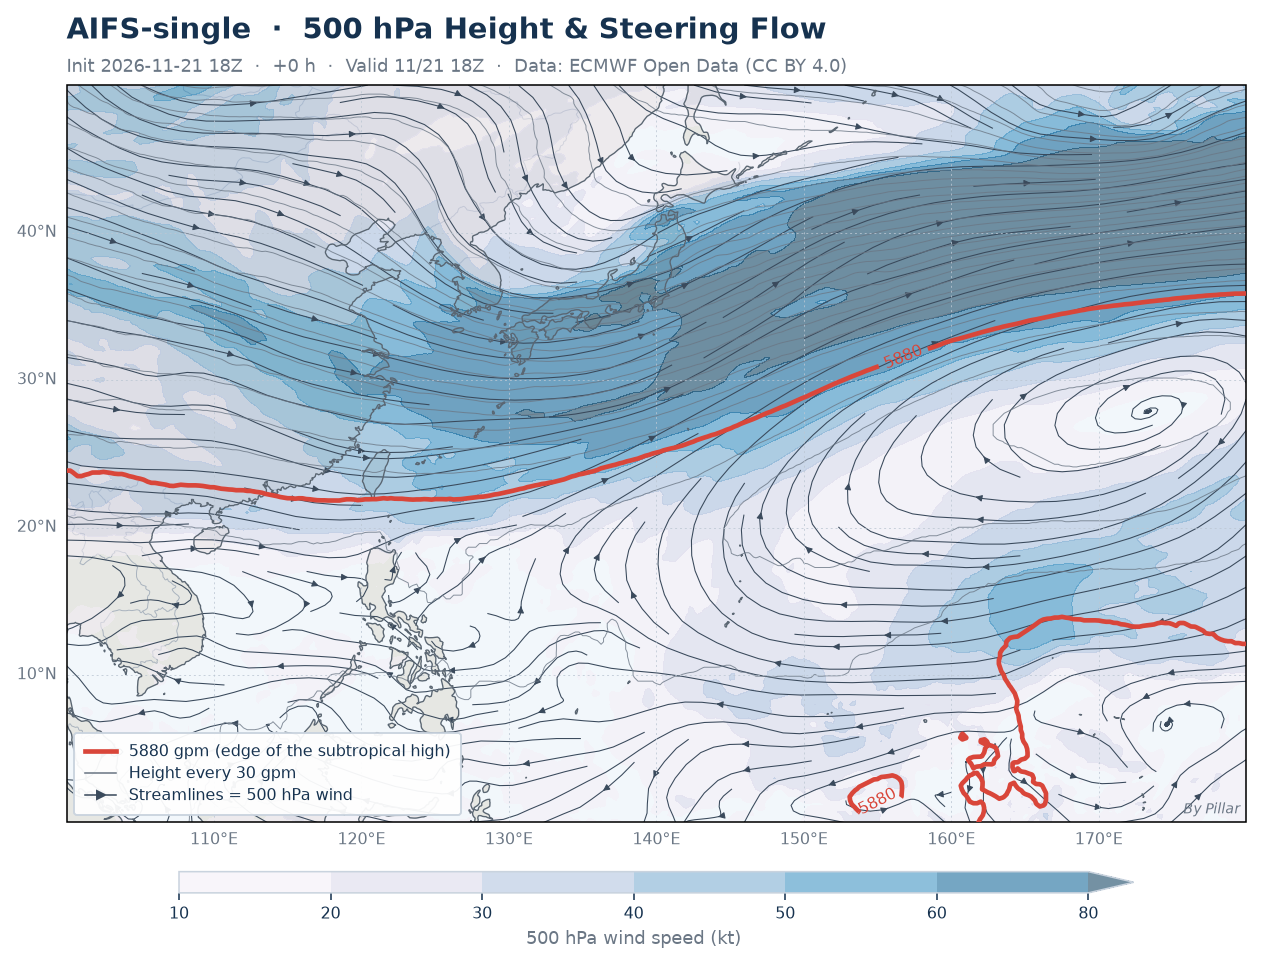 AIFS-single · 500 hPa Height & Steering Flow
Init 2026-11-21 18Z · +0 h · Valid 11/21 18Z · Data: ECMWF Open Data (CC BY 4.0)
40°N
30°N
20°N
10°N
5880
5880
5880 gpm (edge of the subtropical high)
Height every 30 gpm
Streamlines = 500 hPa wind
By Pillar
110°E 120°E 130°E 140°E 150°E 160°E 170°E
10 20 30 40 50 60 80
500 hPa wind speed (kt)